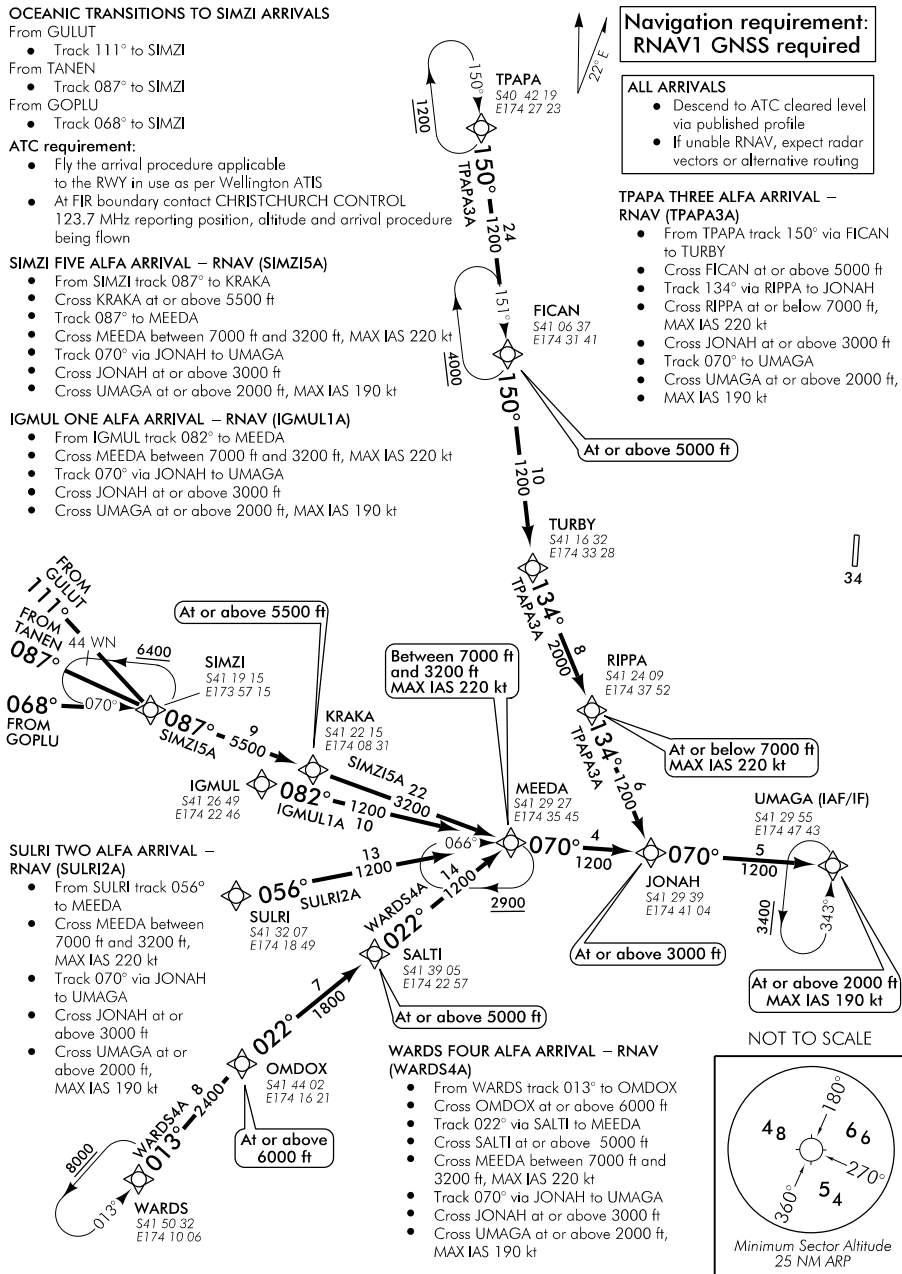 OCEANIC TRANSITIONS TO SIMZI ARRIVALS
From GULUT
• Track 111° to SIMZI
From TANEN
• Track 087° to SIMZI
From GOPLU
• Track 068° to SIMZI
ATC requirement:
• Fly the arrival procedure applicable
to the RWY in use as per Wellington ATIS
• At FIR boundary contact CHRISTCHURCH CONTROL
123.7 MHz reporting position, altitude and arrival procedure
being flown
SIMZI FIVE ALFA ARRIVAL – RNAV (SIMZI5A)
• From SIMZI track 087° to KRAKA
• Cross KRAKA at or above 5500 ft
• Track 087° to MEEDA
• Cross MEEDA between 7000 ft and 3200 ft, MAX IAS 220 kt
• Track 070° via JONAH to UMAGA
• Cross JONAH at or above 3000 ft
• Cross UMAGA at or above 2000 ft, MAX IAS 190 kt
IGMUL ONE ALFA ARRIVAL – RNAV (IGMUL1A)
• From IGMUL track 082° to MEEDA
• Cross MEEDA between 7000 ft and 3200 ft, MAX IAS 220 kt
• Track 070° via JONAH to UMAGA
• Cross JONAH at or above 3000 ft
• Cross UMAGA at or above 2000 ft, MAX IAS 190 kt
22° E
Navigation requirement:
RNAV1 GNSS required
ALL ARRIVALS
• Descend to ATC cleared level
via published profile
• If unable RNAV, expect radar
vectors or alternative routing
TPAPA THREE ALFA ARRIVAL –
RNAV (TPAPA3A)
• From TPAPA track 150° via FICAN
to TURBY
• Cross FICAN at or above 5000 ft
• Track 134° via RIPPA to JONAH
• Cross RIPPA at or below 7000 ft,
MAX IAS 220 kt
• Cross JONAH at or above 3000 ft
• Track 070° to UMAGA
• Cross UMAGA at or above 2000 ft,
• MAX IAS 190 kt
150°
1200
TPAPA
S40 42 19
E174 27 23
150°
TPAPA3A
24
1200
151°
4000
FICAN
S41 06 37
E174 31 41
150°
At or above 5000 ft
10
1200
TURBY
S41 16 32
E174 33 28
34
134°
TPAPA3A
8
2000
RIPPA
S41 24 09
E174 37 52
At or below 7000 ft
MAX IAS 220 kt
134°
TPAPA3A
6
1200
FROM
GULUT
111°
FROM
TANEN
087°
44 WN
6400
068°
070°
FROM
GOPLU
SIMZI
S41 19 15
E173 57 15
087°
SIMZI5A
9
5500
At or above 5500 ft
KRAKA
S41 22 15
E174 08 31
SIMZI5A
22
3200
Between 7000 ft
and 3200 ft
MAX IAS 220 kt
IGMUL
S41 26 49
E174 22 46
082°
IGMUL1A
1200
10
MEEDA
S41 29 27
E174 35 45
066°
2900
070°
4
1200
JONAH
S41 29 39
E174 41 04
At or above 3000 ft
070°
5
1200
UMAGA (IAF/IF)
S41 29 55
E174 47 43
3400
343°
At or above 2000 ft
MAX IAS 190 kt
SULRI TWO ALFA ARRIVAL –
RNAV (SULRI2A)
• From SULRI track 056°
to MEEDA
• Cross MEEDA between
7000 ft and 3200 ft,
MAX IAS 220 kt
• Track 070° via JONAH
to UMAGA
• Cross JONAH at or
above 3000 ft
• Cross UMAGA at or
above 2000 ft,
MAX IAS 190 kt
SULRI
S41 32 07
E174 18 49
056°
SULRI2A
13
1200
WARDS4A
022°
14
1200
SALTI
S41 39 05
E174 22 57
At or above 5000 ft
022°
7
1800
OMDOX
S41 44 02
E174 16 21
At or above
6000 ft
WARDS4A
013°
8
2400
8000
013°
WARDS
S41 50 32
E174 10 06
WARDS FOUR ALFA ARRIVAL – RNAV
(WARDS4A)
• From WARDS track 013° to OMDOX
• Cross OMDOX at or above 6000 ft
• Track 022° via SALTI to MEEDA
• Cross SALTI at or above 5000 ft
• Cross MEEDA between 7000 ft and
3200 ft, MAX IAS 220 kt
• Track 070° via JONAH to UMAGA
• Cross JONAH at or above 3000 ft
• Cross UMAGA at or above 2000 ft,
MAX IAS 190 kt
NOT TO SCALE
180°
48
66
270°
360°
54
Minimum Sector Altitude
25 NM ARP